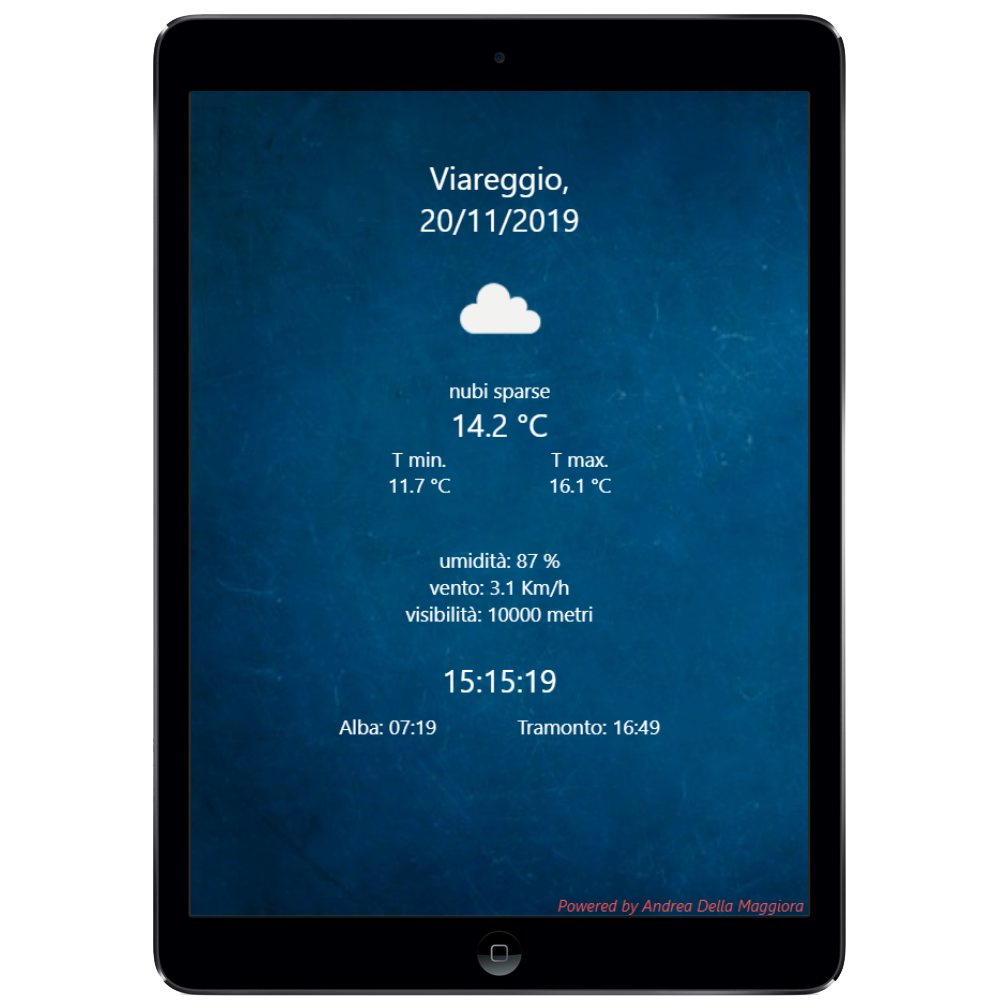 Viareggio,
20/11/2019
nubi sparse
14.2 °C
T min. T max.
11.7 °C 16.1 °C
umidità: 87 %
vento: 3.1 Km/h
visibilità: 10000 metri
15:15:19
Alba: 07:19 Tramonto: 16:49
Powered by Andrea Della Maggiora